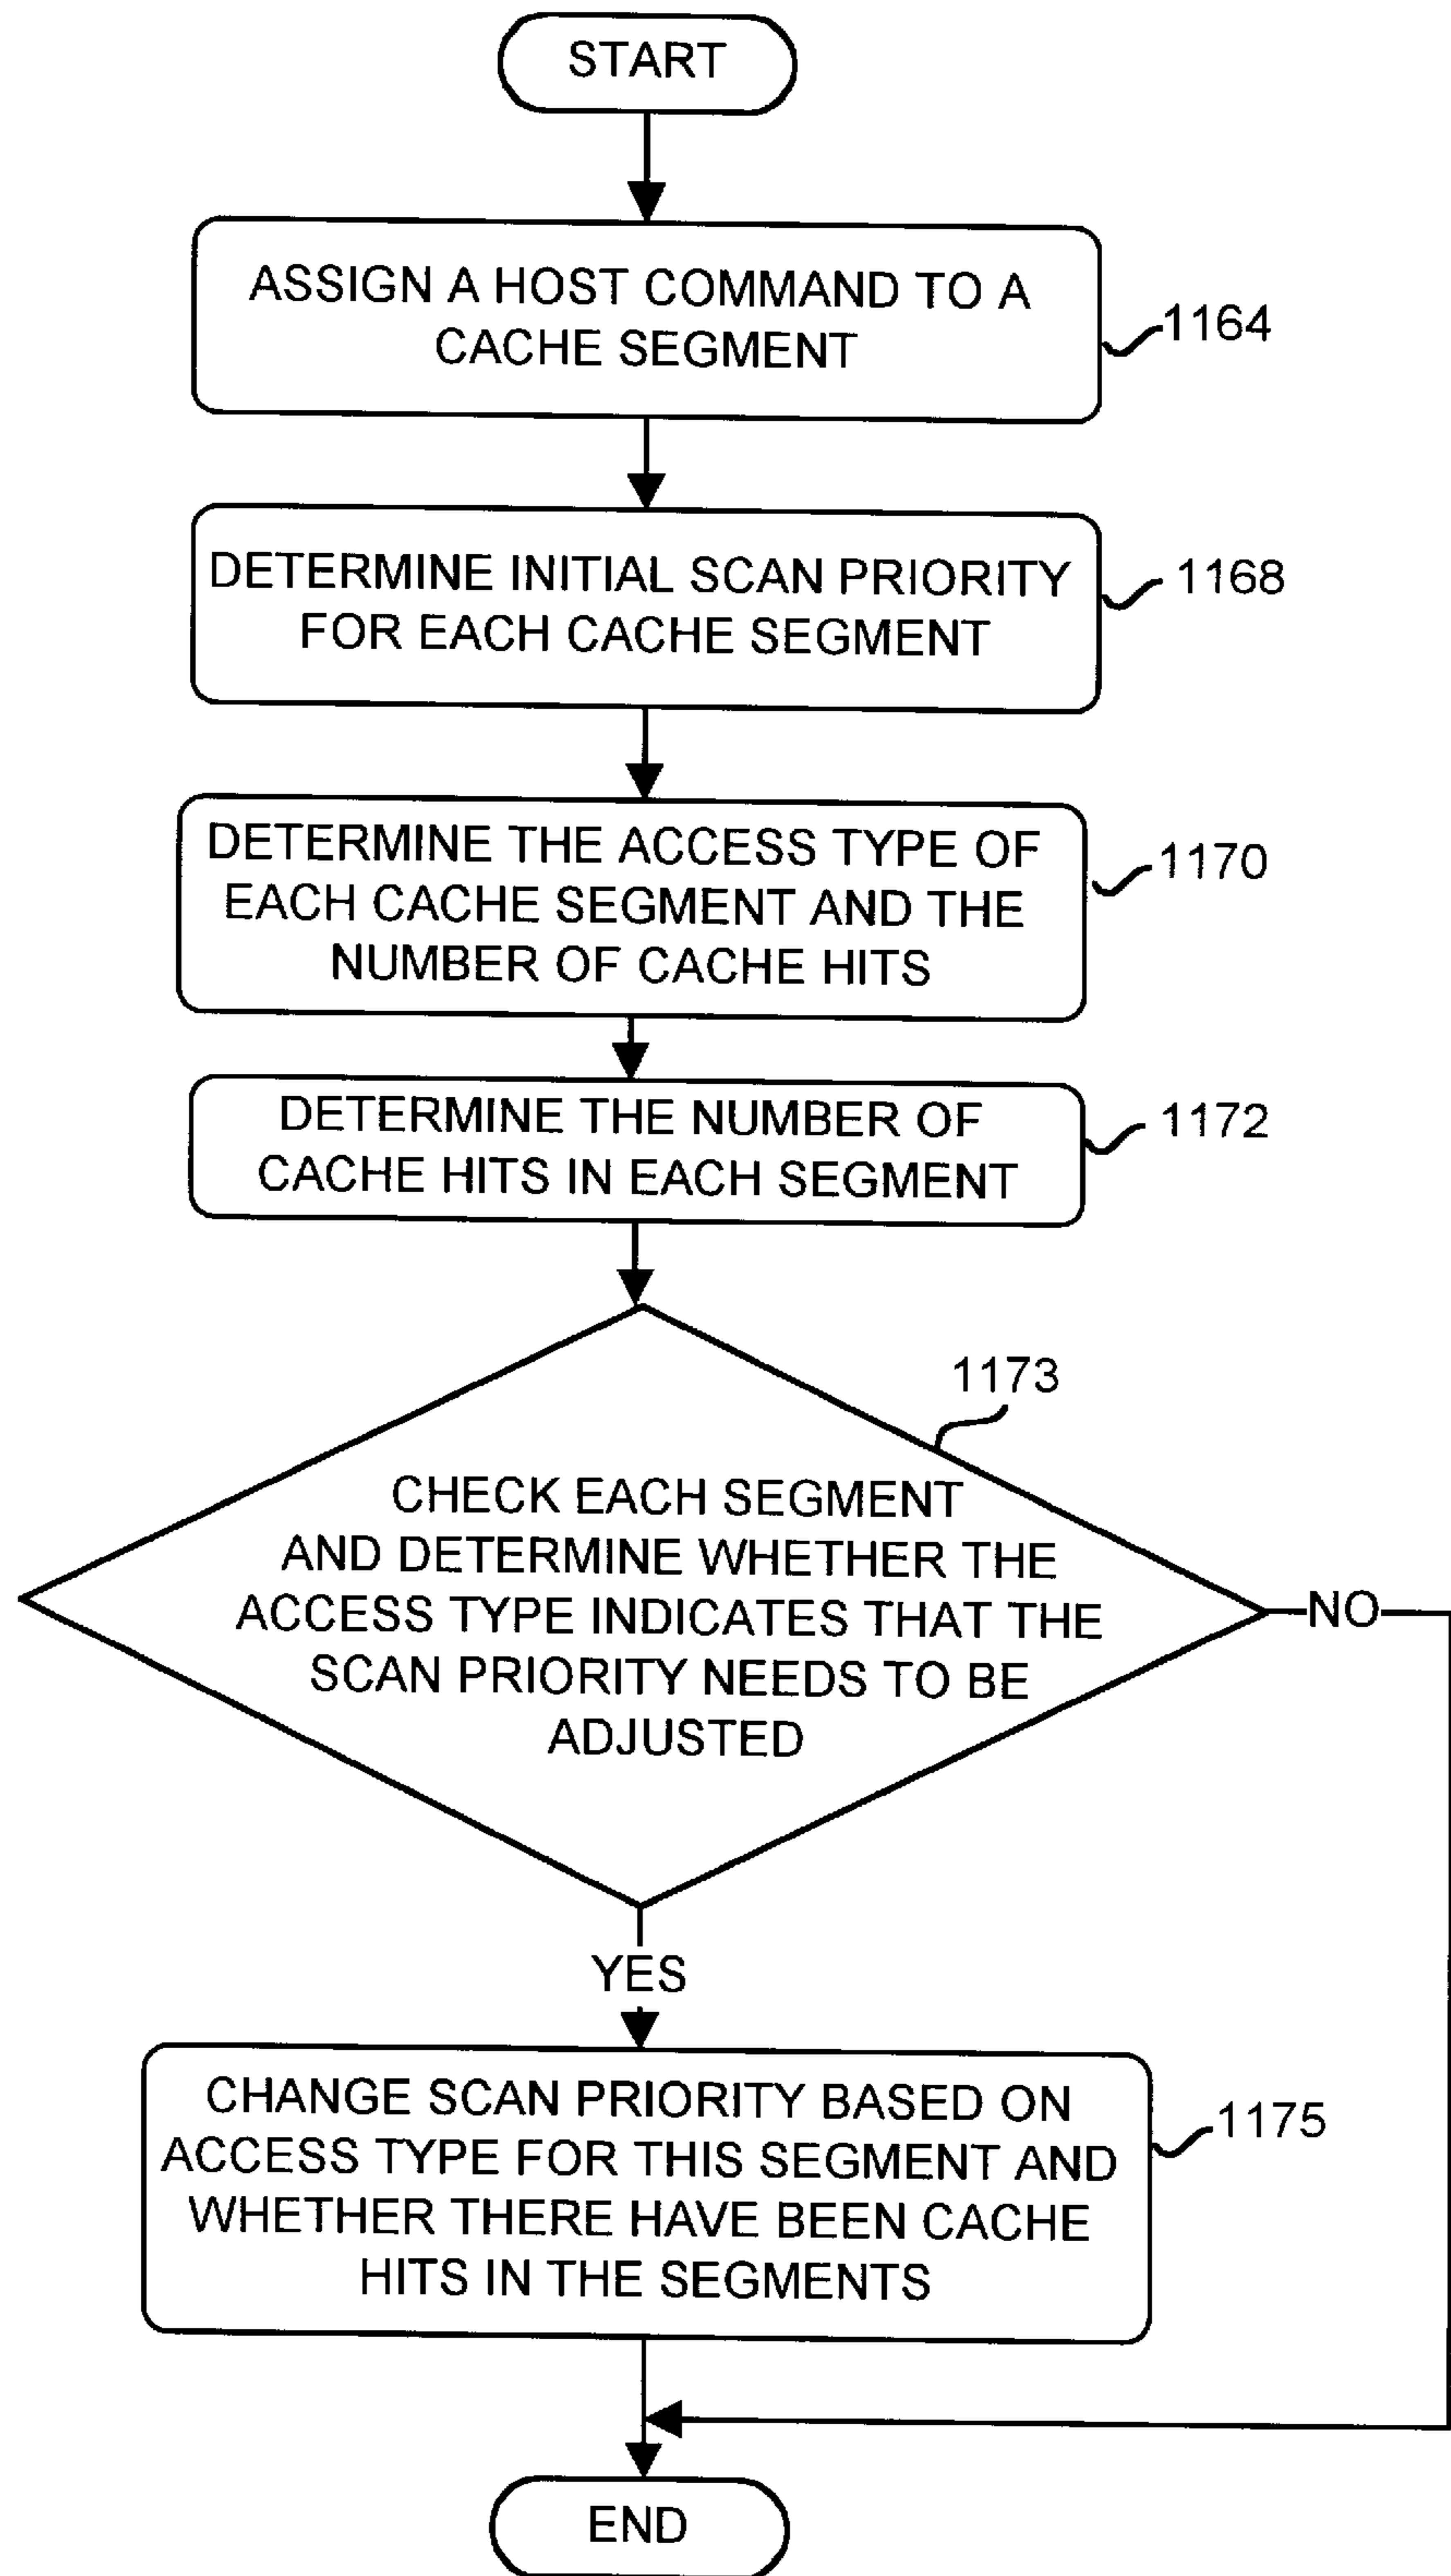 START
ASSIGN A HOST COMMAND TO A
CACHE SEGMENT
1164
DETERMINE INITIAL SCAN PRIORITY
FOR EACH CACHE SEGMENT
1168
DETERMINE THE ACCESS TYPE OF
EACH CACHE SEGMENT AND THE
NUMBER OF CACHE HITS
1170
DETERMINE THE NUMBER OF
CACHE HITS IN EACH SEGMENT
1172
1173
CHECK EACH SEGMENT
AND DETERMINE WHETHER THE
ACCESS TYPE INDICATES THAT THE
SCAN PRIORITY NEEDS TO BE
ADJUSTED
NO
YES
CHANGE SCAN PRIORITY BASED ON
ACCESS TYPE FOR THIS SEGMENT AND
WHETHER THERE HAVE BEEN CACHE
HITS IN THE SEGMENTS
1175
END